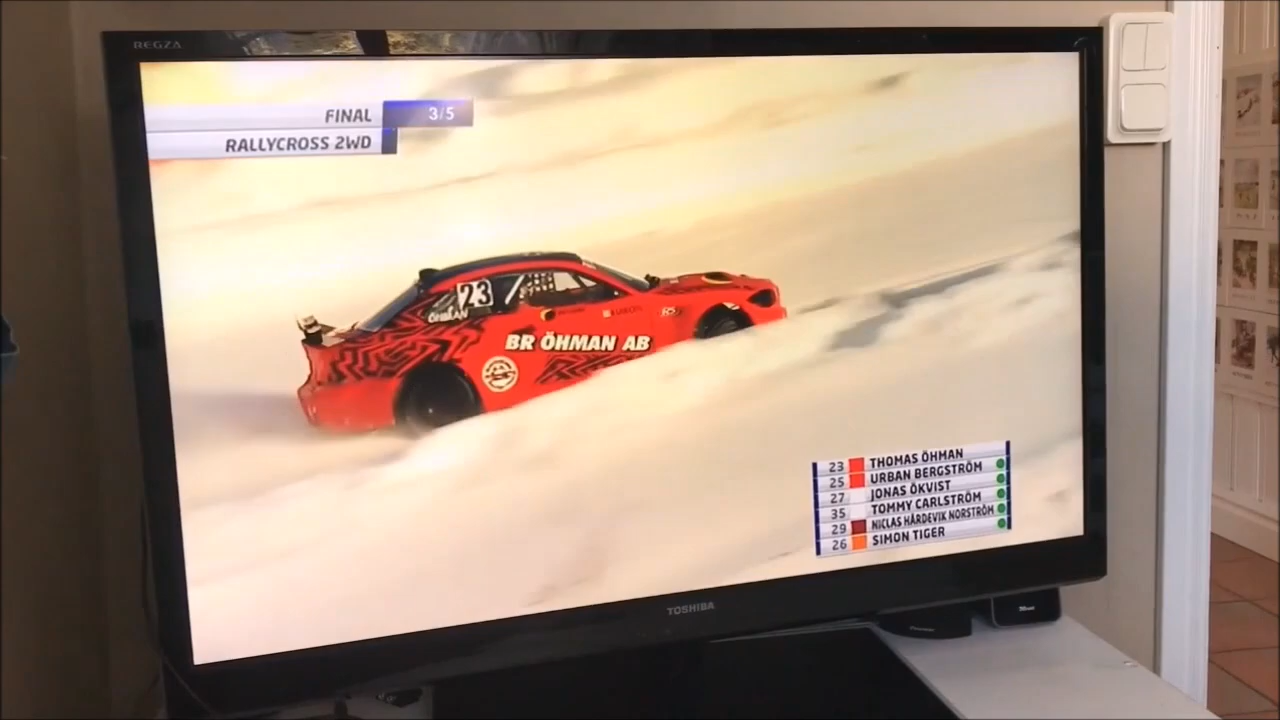 REGZA
FINAL 3/5
RALLYCROSS 2WD
23
ÖHMAN
BR ÖHMAN AB
23 THOMAS ÖHMAN
25 URBAN BERGSTRÖM
27 JONAS ÖKVIST
35 TOMMY CARLSTRÖM
29 NICLAS HÅRDEVIK NORSTRÖM
26 SIMON TIGER
TOSHIBA